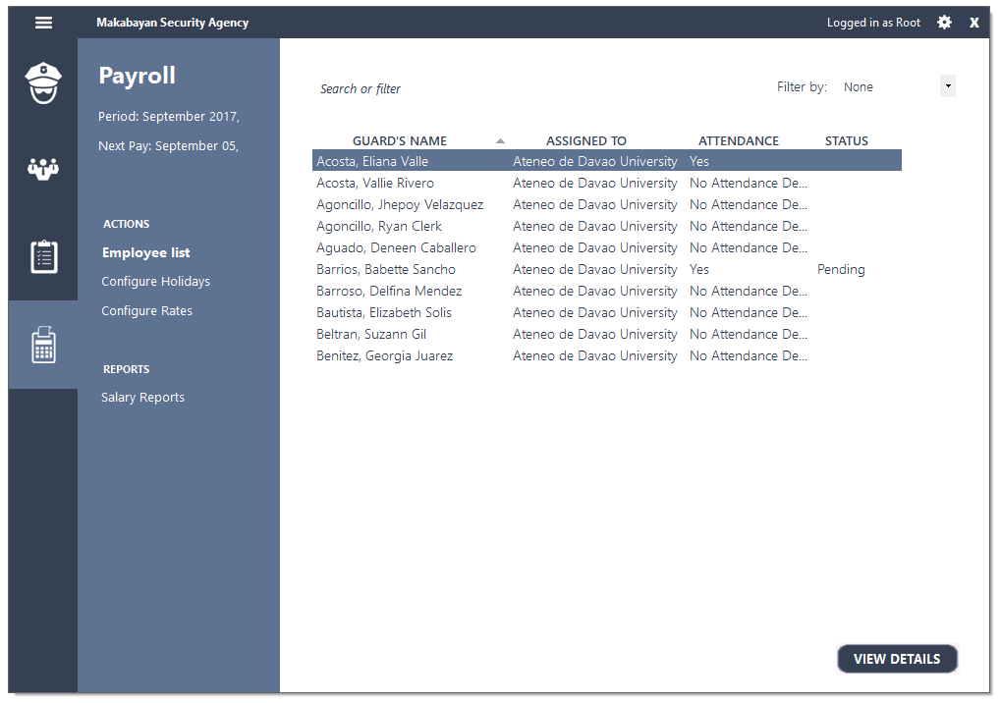 Makabayan Security Agency
Logged in as Root
X
Payroll
Period: September 2017,
Next Pay: September 05,
ACTIONS
Employee list
Configure Holidays
Configure Rates
REPORTS
Salary Reports
Search or filter
Filter by: None
GUARD'S NAME ASSIGNED TO ATTENDANCE STATUS
Acosta, Eliana Valle Ateneo de Davao University Yes
Acosta, Vallie Rivero Ateneo de Davao University No Attendance De...
Agoncillo, Jhepoy Velazquez Ateneo de Davao University No Attendance De...
Agoncillo, Ryan Clerk Ateneo de Davao University No Attendance De...
Aguado, Deneen Caballero Ateneo de Davao University No Attendance De...
Barrios, Babette Sancho Ateneo de Davao University Yes Pending
Barroso, Delfina Mendez Ateneo de Davao University No Attendance De...
Bautista, Elizabeth Solis Ateneo de Davao University No Attendance De...
Beltran, Suzann Gil Ateneo de Davao University No Attendance De...
Benitez, Georgia Juarez Ateneo de Davao University No Attendance De...
VIEW DETAILS